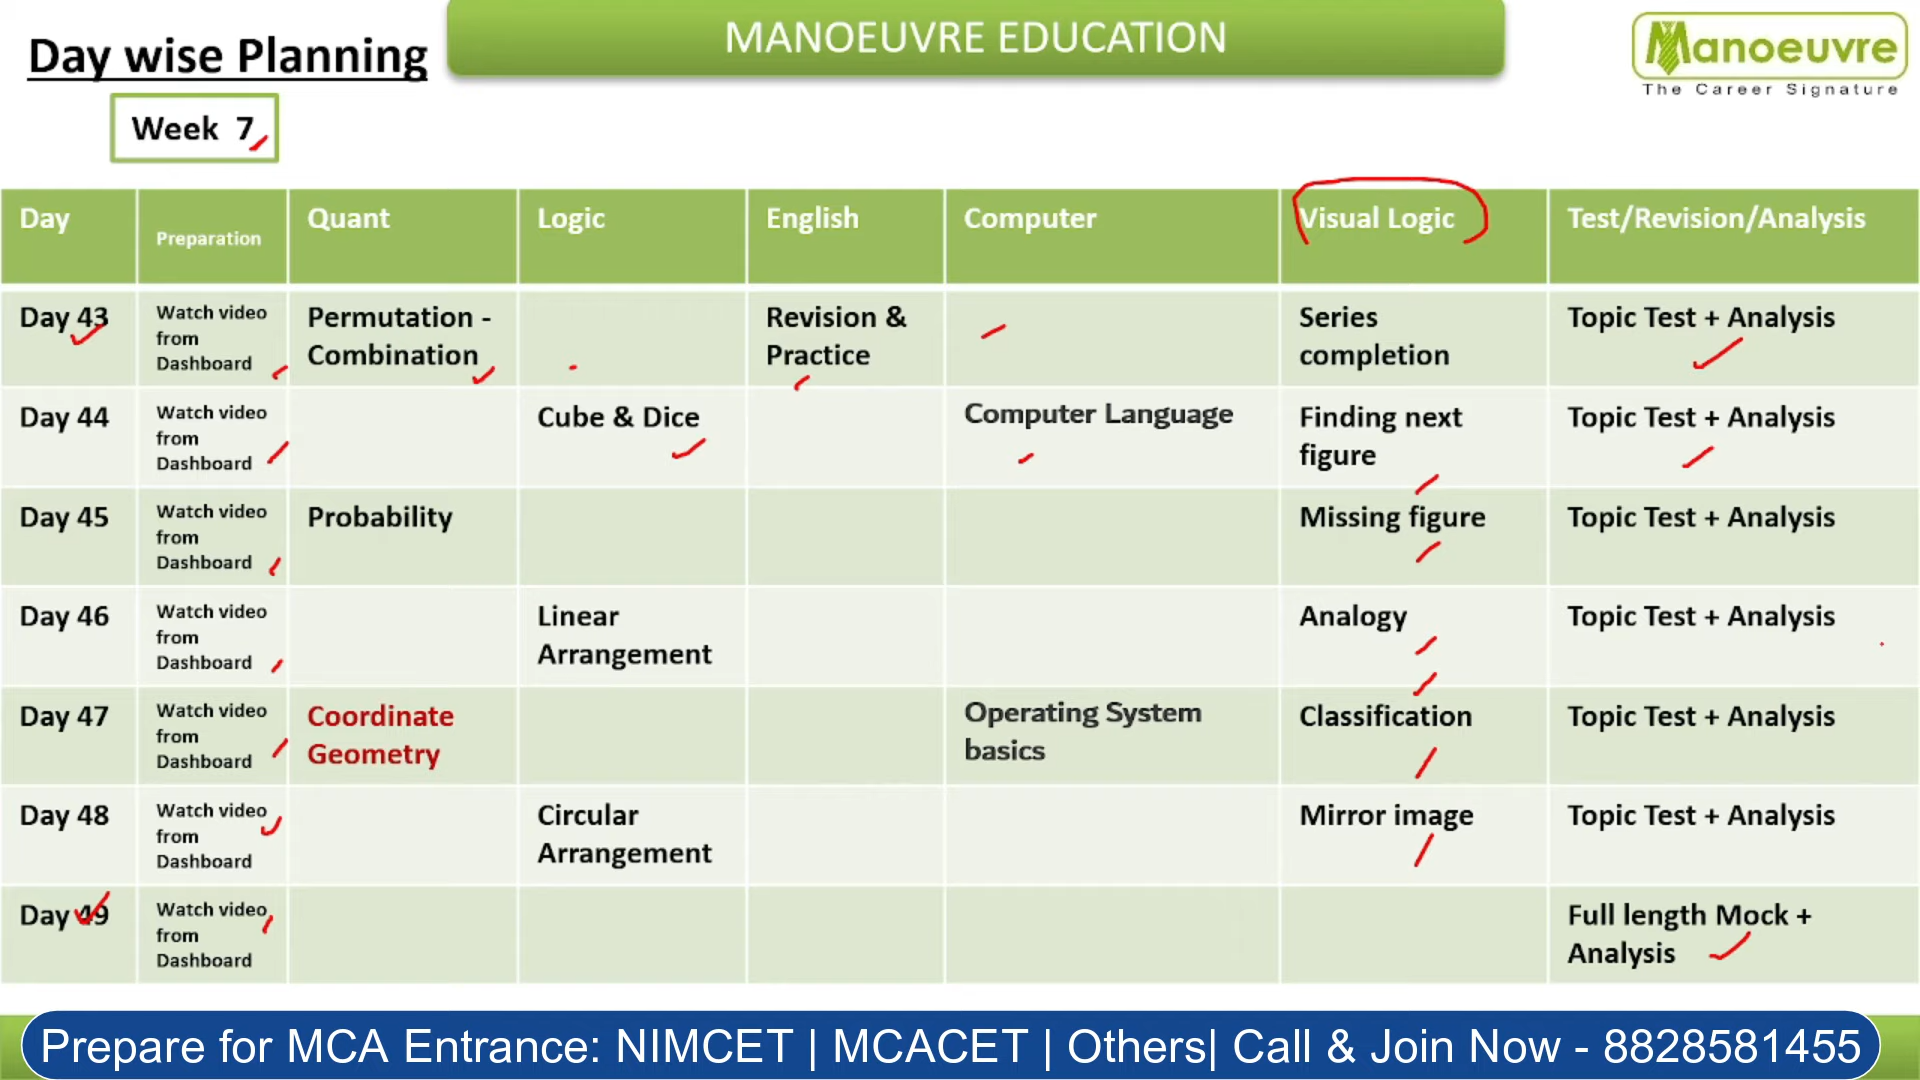 Day wise Planning
MANOEUVRE EDUCATION
Manoeuvre
The Career Signature
Week 7
Day Preparation Quant Logic English Computer Visual Logic Test/Revision/Analysis
Day 43
Watch video
from
Dashboard
Permutation -
Combination
Revision &
Practice
Series
completion
Topic Test + Analysis
Day 44
Watch video
from
Dashboard
Cube & Dice
Computer Language
Finding next
figure
Topic Test + Analysis
Day 45
Watch video
from
Dashboard
Probability
Missing figure
Topic Test + Analysis
Day 46
Watch video
from
Dashboard
Linear
Arrangement
Analogy
Topic Test + Analysis
Day 47
Watch video
from
Dashboard
Coordinate
Geometry
Operating System
basics
Classification
Topic Test + Analysis
Day 48
Watch video
from
Dashboard
Circular
Arrangement
Mirror image
Topic Test + Analysis
Day 49
Watch video
from
Dashboard
Full length Mock +
Analysis
Prepare for MCA Entrance: NIMCET | MCACET | Others| Call & Join Now - 8828581455